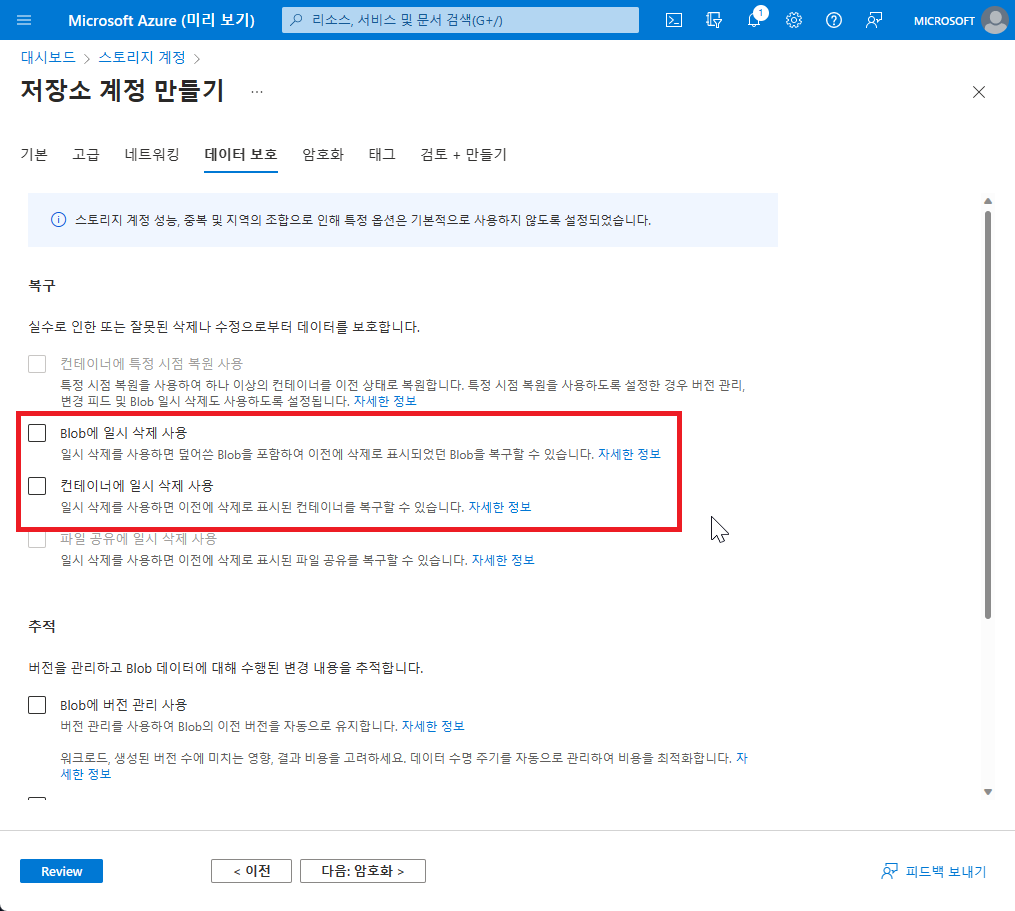 Microsoft Azure (미리 보기)
리소스, 서비스 및 문서 검색(G+/)
1
MICROSOFT
대시보드 > 스토리지 계정 >
저장소 계정 만들기 ...
기본 고급 네트워킹 데이터 보호 암호화 태그 검토 + 만들기
스토리지 계정 성능, 중복 및 지역의 조합으로 인해 특정 옵션은 기본적으로 사용하지 않도록 설정되었습니다.
복구
실수로 인한 또는 잘못된 삭제나 수정으로부터 데이터를 보호합니다.
컨테이너에 특정 시점 복원 사용
특정 시점 복원을 사용하여 하나 이상의 컨테이너를 이전 상태로 복원합니다. 특정 시점 복원을 사용하도록 설정한 경우 버전 관리,
변경 피드 및 Blob 일시 삭제도 사용하도록 설정됩니다. 자세한 정보
Blob에 일시 삭제 사용
일시 삭제를 사용하면 덮어쓴 Blob을 포함하여 이전에 삭제로 표시되었던 Blob을 복구할 수 있습니다. 자세한 정보
컨테이너에 일시 삭제 사용
일시 삭제를 사용하면 이전에 삭제로 표시된 컨테이너를 복구할 수 있습니다. 자세한 정보
파일 공유에 일시 삭제 사용
일시 삭제를 사용하면 이전에 삭제로 표시된 파일 공유를 복구할 수 있습니다. 자세한 정보
추적
버전을 관리하고 Blob 데이터에 대해 수행된 변경 내용을 추적합니다.
Blob에 버전 관리 사용
버전 관리를 사용하여 Blob의 이전 버전을 자동으로 유지합니다. 자세한 정보
워크로드, 생성된 버전 수에 미치는 영향, 결과 비용을 고려하세요. 데이터 수명 주기를 자동으로 관리하여 비용을 최적화합니다. 자
세한 정보
Review < 이전 다음: 암호화 > 피드백 보내기